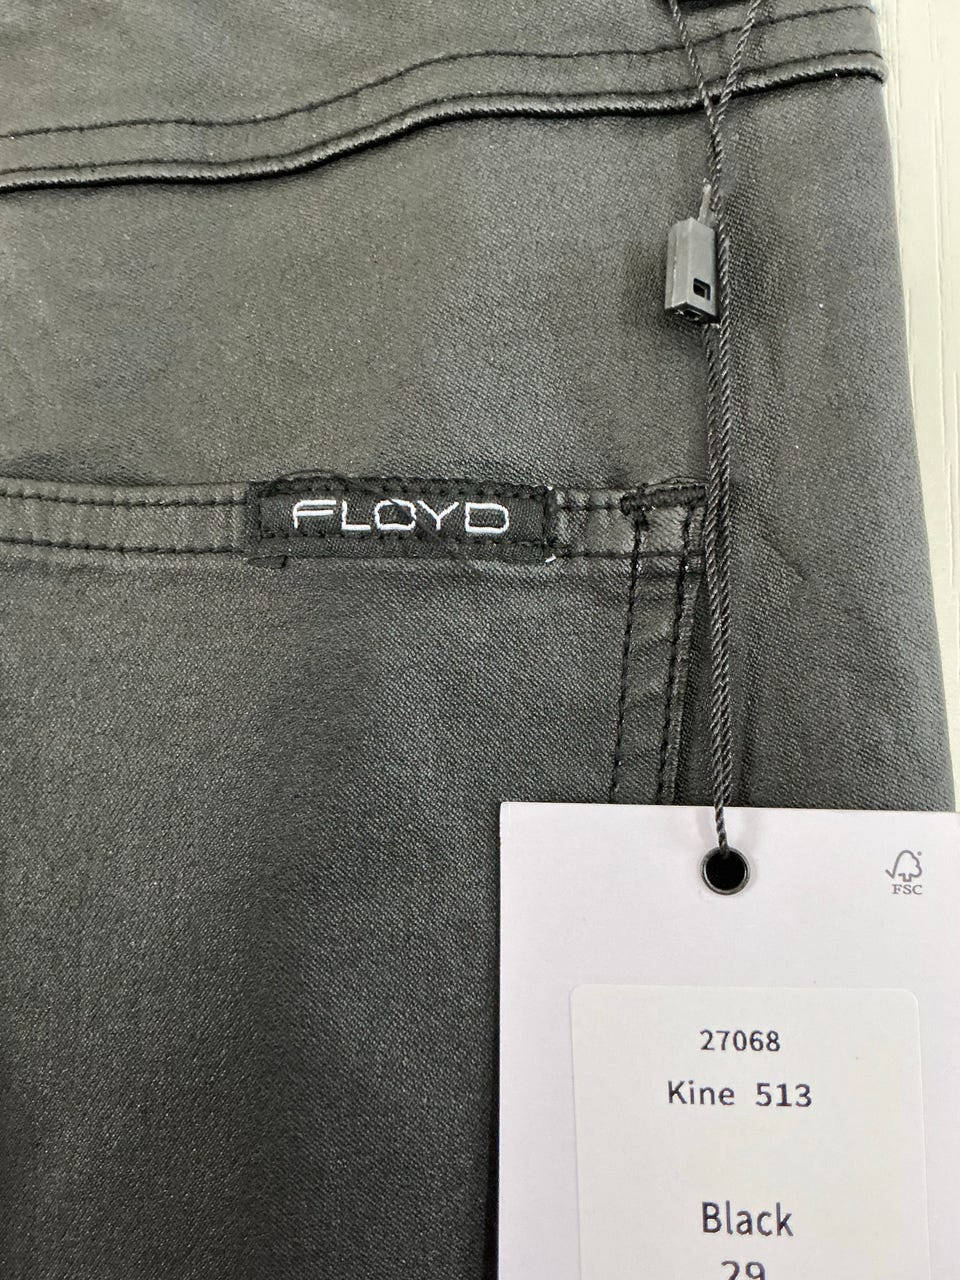 FLOYD
FSC
27068
Kine 513
Black
29